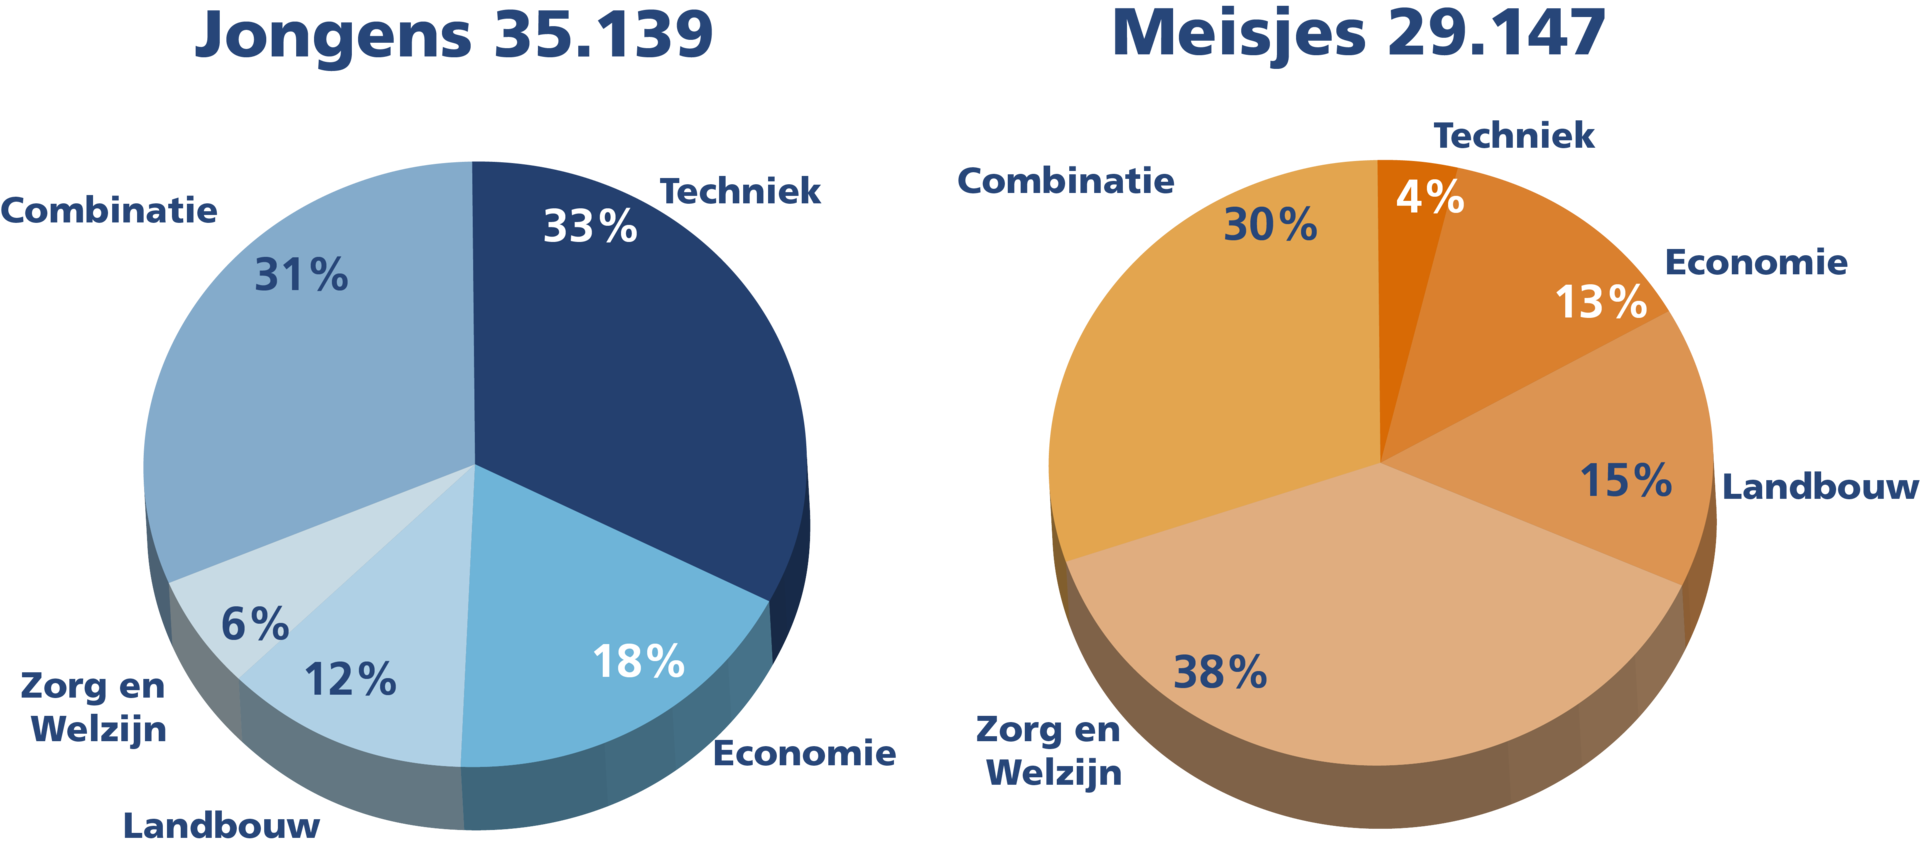 Jongens 35.139
Techniek
33%
Economie
18%
Landbouw
12%
Zorg en
Welzijn
6%
Combinatie
31%
Meisjes 29.147
Techniek
4%
Economie
13%
Landbouw
15%
Zorg en
Welzijn
38%
Combinatie
30%